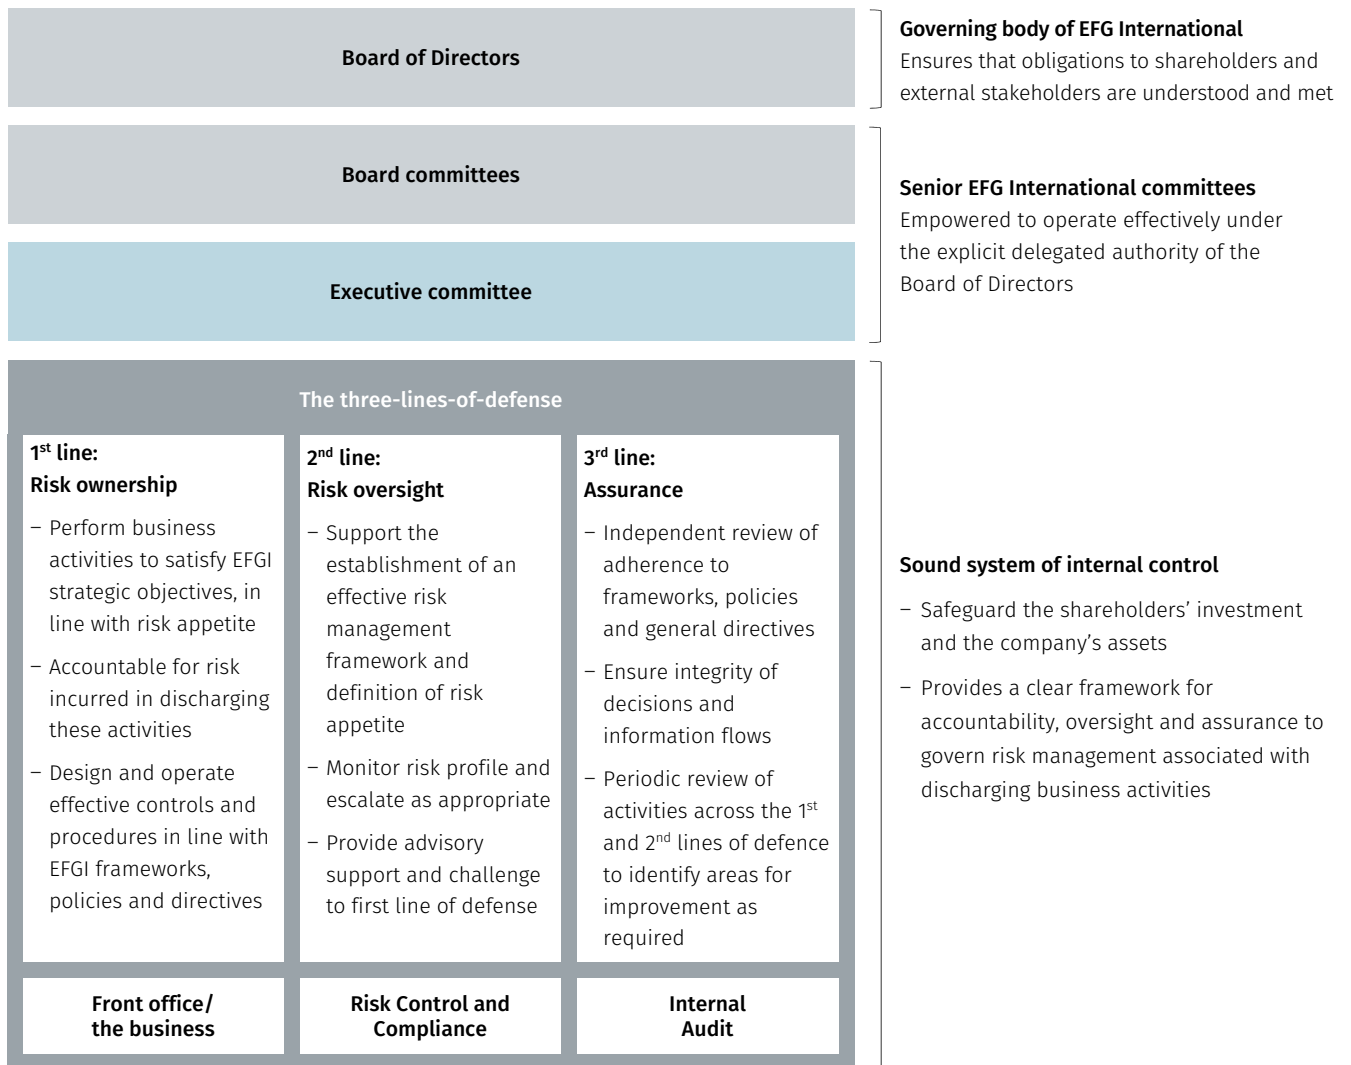 Board of Directors
Governing body of EFG International
Ensures that obligations to shareholders and
external stakeholders are understood and met
Board committees
Executive committee
Senior EFG International committees
Empowered to operate effectively under
the explicit delegated authority of the
Board of Directors
The three-lines-of-defense
1st line:
Risk ownership
– Perform business
activities to satisfy EFGI
strategic objectives, in
line with risk appetite
– Accountable for risk
incurred in discharging
these activities
– Design and operate
effective controls and
procedures in line with
EFGI frameworks,
policies and directives
Front office/
the business
2nd line:
Risk oversight
– Support the
establishment of an
effective risk
management
framework and
definition of risk
appetite
– Monitor risk profile and
escalate as appropriate
– Provide advisory
support and challenge
to first line of defense
Risk Control and
Compliance
3rd line:
Assurance
– Independent review of
adherence to
frameworks, policies
and general directives
– Ensure integrity of
decisions and
information flows
– Periodic review of
activities across the 1st
and 2nd lines of defence
to identify areas for
improvement as
required
Internal
Audit
Sound system of internal control
– Safeguard the shareholders’ investment
and the company’s assets
– Provides a clear framework for
accountability, oversight and assurance to
govern risk management associated with
discharging business activities